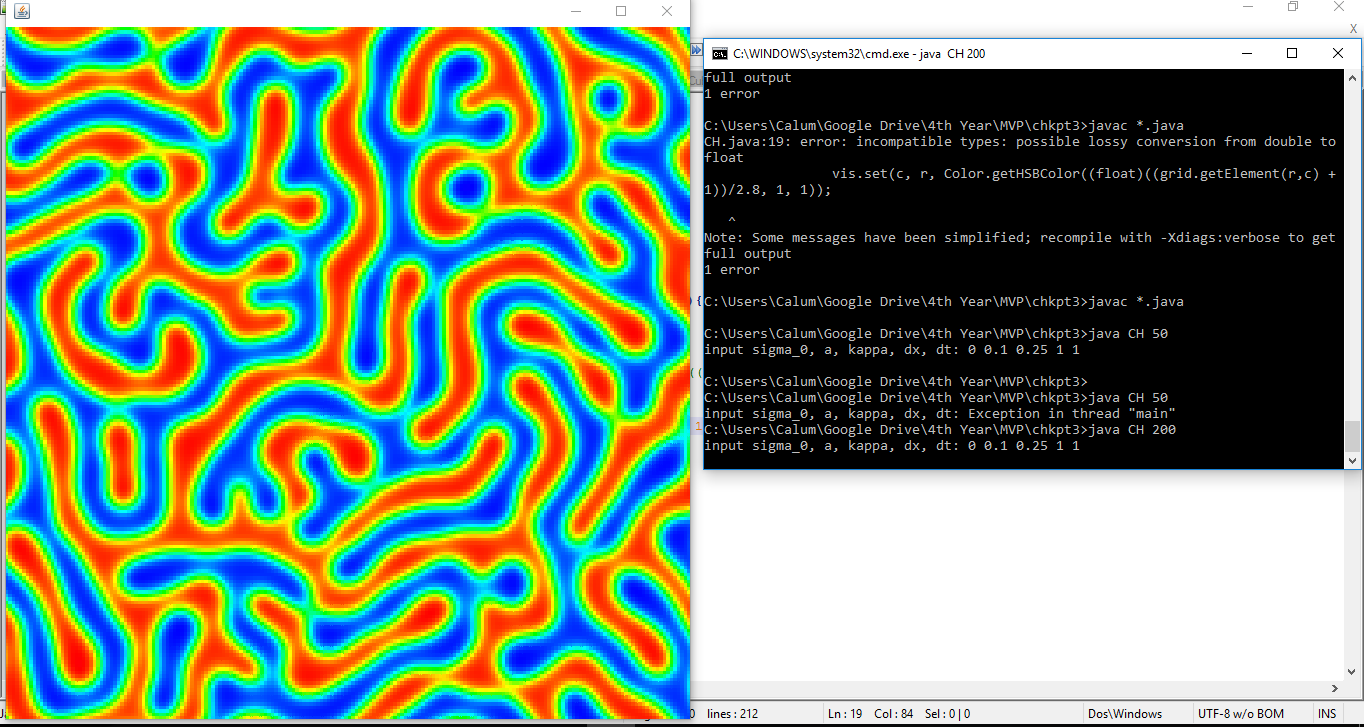 C:\WINDOWS\system32\cmd.exe - java  CH 200
full output
1 error
C:\Users\Calum\Google Drive\4th Year\MVP\chkpt3>javac *.java
CH.java:19: error: incompatible types: possible lossy conversion from double to
float
                vis.set(c, r, Color.getHSBColor((float)((grid.getElement(r,c) +
1))/2.8, 1, 1));
   ^
Note: Some messages have been simplified; recompile with -Xdiags:verbose to get
full output
1 error
C:\Users\Calum\Google Drive\4th Year\MVP\chkpt3>javac *.java
C:\Users\Calum\Google Drive\4th Year\MVP\chkpt3>java CH 50
input sigma_0, a, kappa, dx, dt: 0 0.1 0.25 1 1
C:\Users\Calum\Google Drive\4th Year\MVP\chkpt3>
C:\Users\Calum\Google Drive\4th Year\MVP\chkpt3>java CH 50
input sigma_0, a, kappa, dx, dt: Exception in thread "main"
C:\Users\Calum\Google Drive\4th Year\MVP\chkpt3>java CH 200
input sigma_0, a, kappa, dx, dt: 0 0.1 0.25 1 1
) {
((
1
0   lines : 212   Ln : 19   Col : 84   Sel : 0 | 0   Dos\Windows   UTF-8 w/o BOM   INS